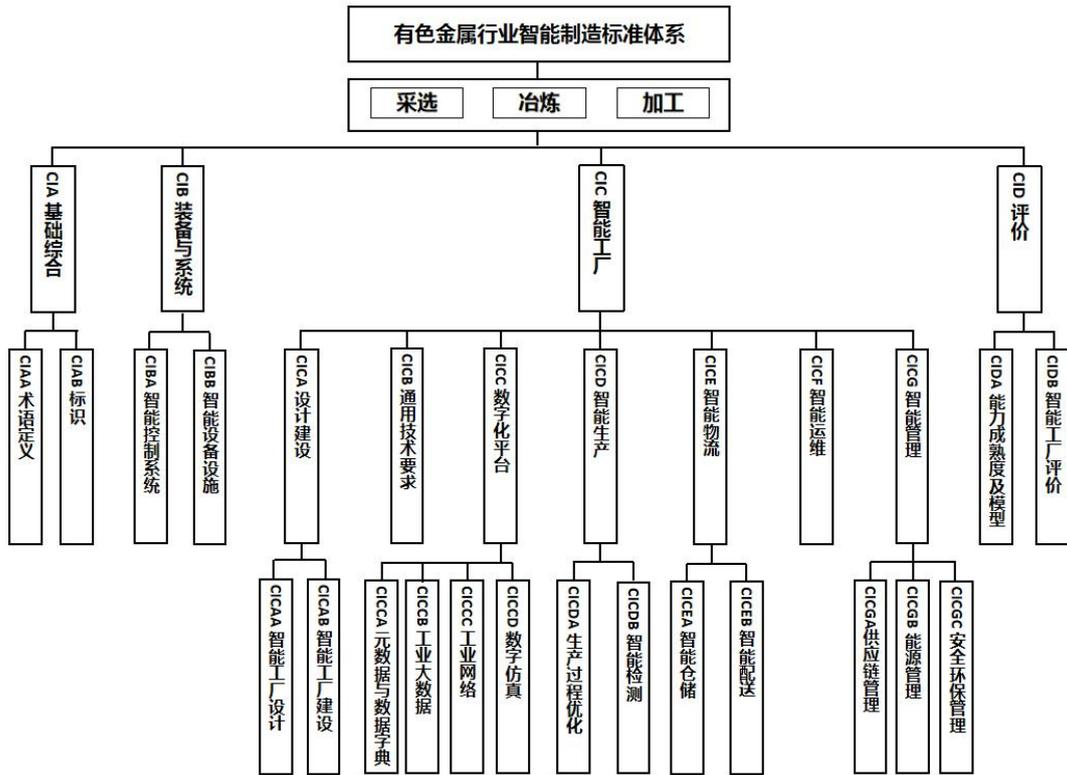 有色金属行业智能制造标准体系
采选
冶炼
加工
CIA 基础综合
CIB 装备与系统
CIC 智能工厂
CID 评价
CIAA 术语定义
CIAB 标识
CIBA 智能控制系统
CIBB 智能设备设施
CICA 设计建设
CICB 通用技术要求
CICC 数字化平台
CICD 智能生产
CICE 智能物流
CICF 智能运维
CICG 智能管理
CIDA 能力成熟度及模型
CIDB 智能工厂评价
CICAA 智能工厂设计
CICAB 智能工厂建设
CICCA 元数据与数据字典
CICCB 工业大数据
CICCC 工业网络
CICCD 数字仿真
CICDA 生产过程优化
CICDB 智能检测
CICEA 智能仓储
CICEB 智能配送
CICGA 供应链管理
CICGB 能源管理
CICGC 安全环保管理